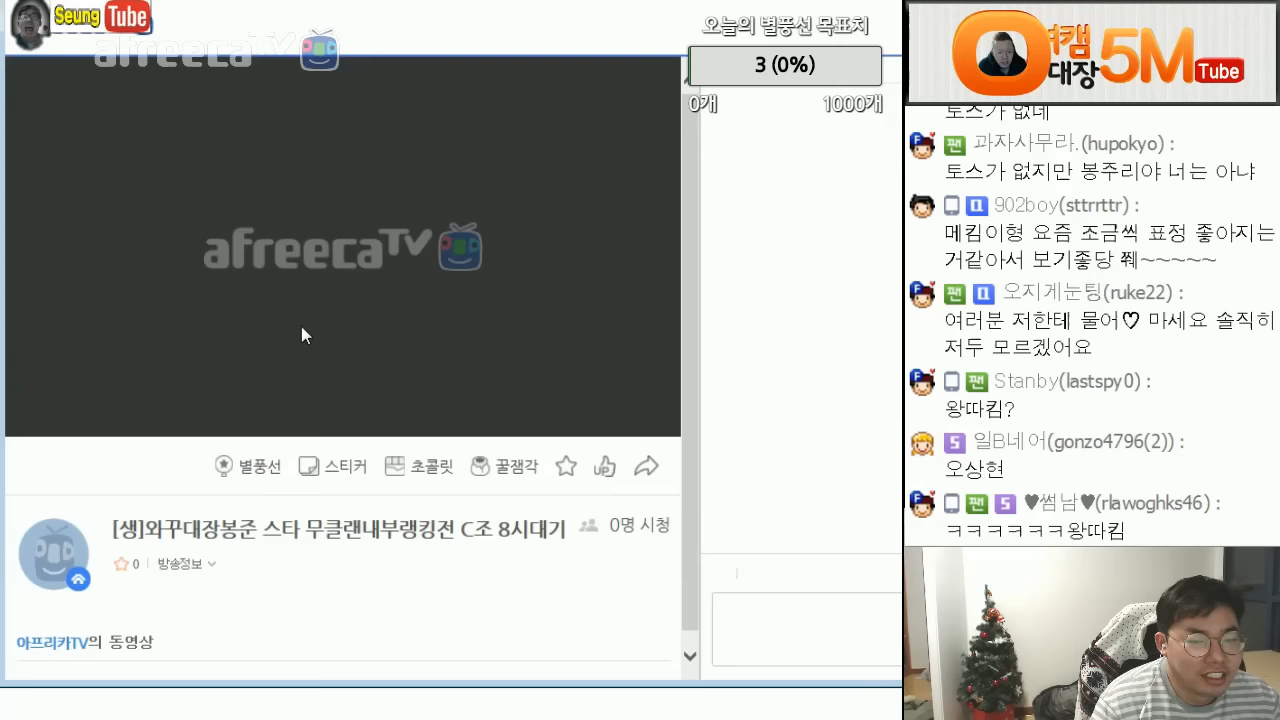 Seung Tube
afreecaTV
오늘의 별풍선 목표치
3 (0%)
0개 1000개
afreecaTV
별풍선 스티커 초콜릿 꿀잼각 up
[생]와꾸대장봉준 스타 무클랜내부랭킹전 C조 8시대기 0명 시청
0 방송정보
아프리카TV의 동영상
여캠
대장 5M Tube
토스가 없네
팬 과자사무라.(hupokyo) :
토스가 없지만 봉주리야 너는 아냐
902boy(sttrrttr) :
메킴이형 요즘 조금씩 표정 좋아지는
거같아서 보기좋당 쮀~~~~~
팬 오지게눈팅(ruke22) :
여러분 저한테 물어♡ 마세요 솔직히
저두 모르겠어요
팬 Stanby(lastspy0) :
왕따킴?
S 일B네어(gonzo4796(2)) :
오상현
팬 S ♥썸남♥(rlawoghks46) :
ㅋㅋㅋㅋㅋㅋ왕따킴